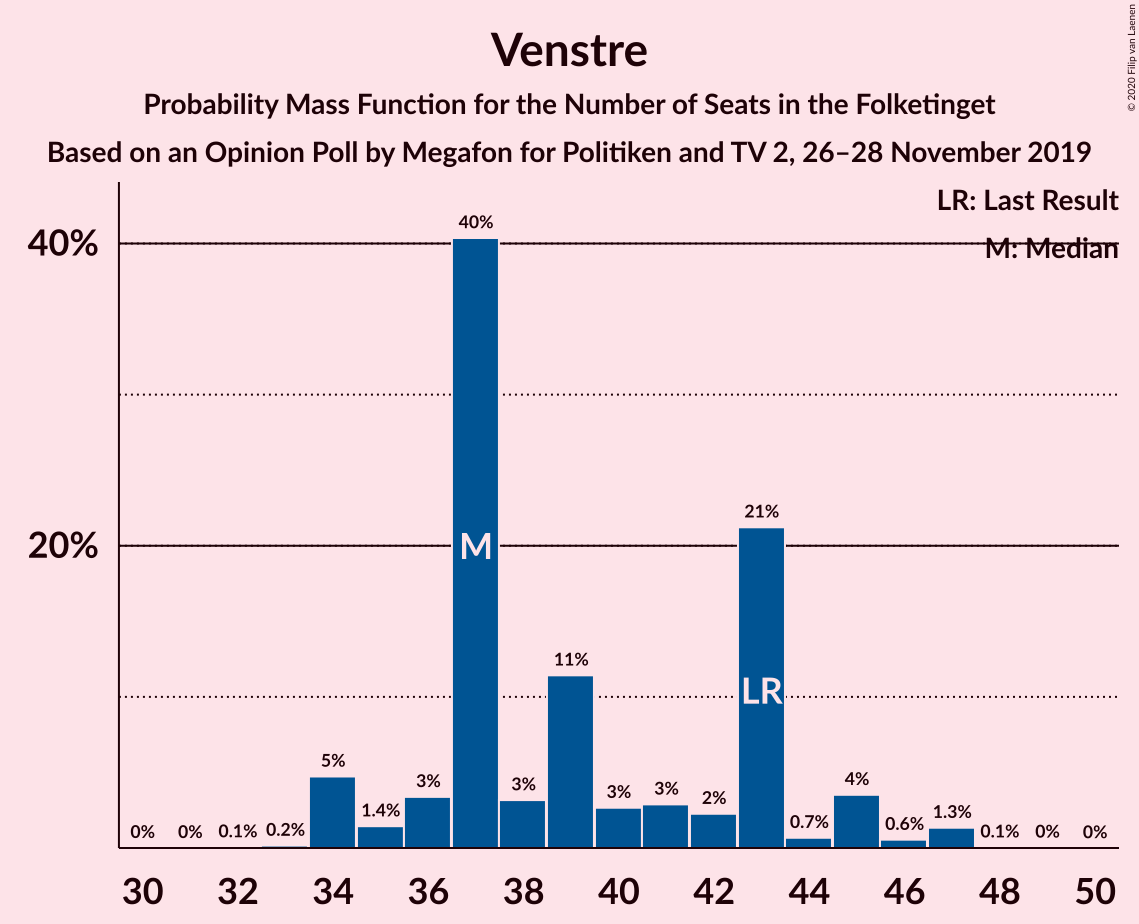 Venstre
Probability Mass Function for the Number of Seats in the Folketinget
Based on an Opinion Poll by Megafon for Politiken and TV 2, 26–28 November 2019
© 2020 Filip van Laenen
LR: Last Result
M: Median
40%
20%
0% 0% 0.1% 0.2% 5% 1.4% 3% 40% 3% 11% 3% 3% 2% 21% 0.7% 4% 0.6% 1.3% 0.1% 0% 0%
M
LR
30 32 34 36 38 40 42 44 46 48 50